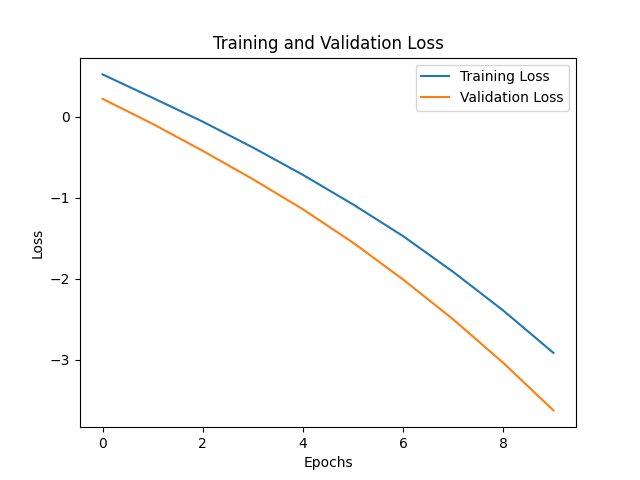 Training and Validation Loss
Training Loss
Validation Loss
0
−1
−2
−3
Loss
0 2 4 6 8
Epochs